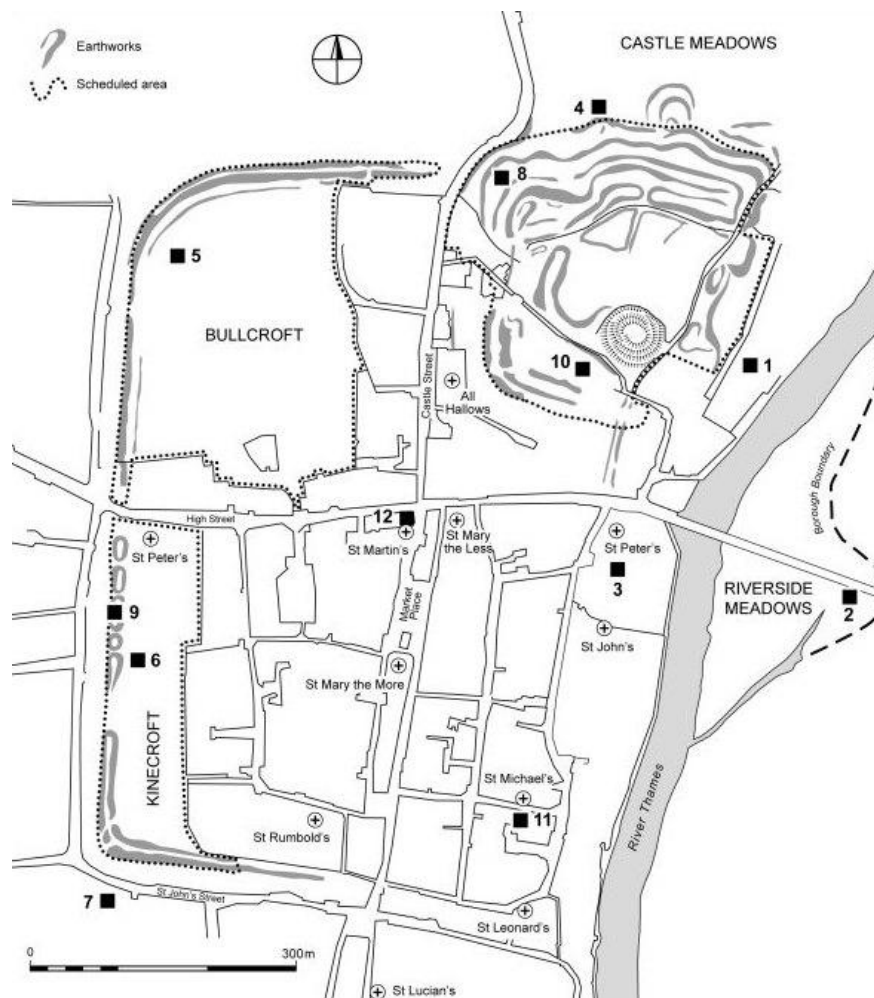 Earthworks
Scheduled area
CASTLE MEADOWS
4
8
5
BULLCROFT
1
10
Castle Street
All
Hallows
Borough Boundary
High Street
12
St Peter's
St Martin's
St Mary
the Less
St Peter's
3
RIVERSIDE
MEADOWS
2
9
Market
Place
St John's
6
St Mary the More
KINECROFT
St Michael's
11
St Rumbold's
River Thames
7
St John's Street
St Leonard's
0
300m
St Lucian's